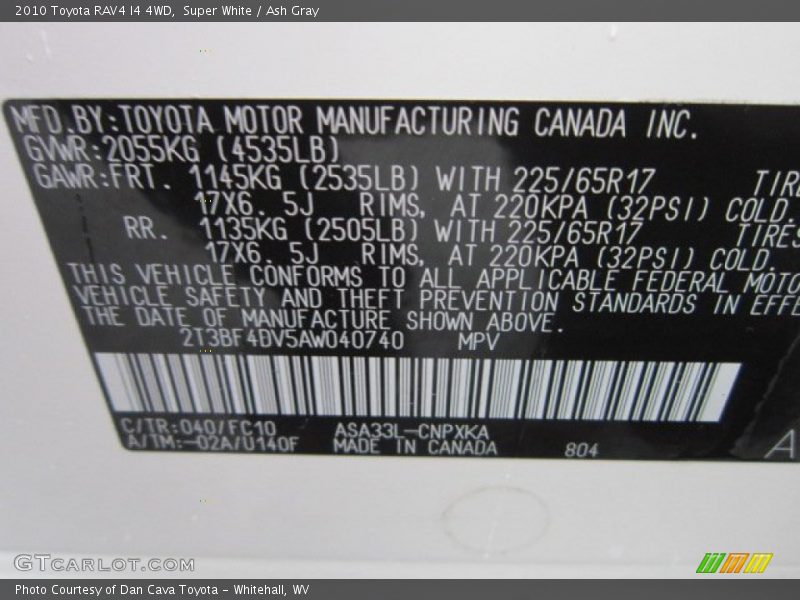 2010 Toyota RAV4 I4 4WD,  Super White / Ash Gray
MFD.BY:TOYOTA MOTOR MANUFACTURING CANADA INC.
GVWR:2055KG (4535LB)
GAWR:FRT. 1145KG (2535LB) WITH 225/65R17 TIRE
17X6.5J RIMS, AT 220KPA (32PSI) COLD.
RR. 1135KG (2505LB) WITH 225/65R17 TIRES
17X6.5J RIMS, AT 220KPA (32PSI) COLD.
THIS VEHICLE CONFORMS TO ALL APPLICABLE FEDERAL MOTO
VEHICLE SAFETY AND THEFT PREVENTION STANDARDS IN EFFE
THE DATE OF MANUFACTURE SHOWN ABOVE.
2T3BF4DV5AW040740 MPV
C/TR:040/FC10 ASA33L-CNPXKA
A/TM:-02A/U140F MADE IN CANADA 804 A
GTCARLOT.COM
Photo Courtesy of Dan Cava Toyota - Whitehall, WV